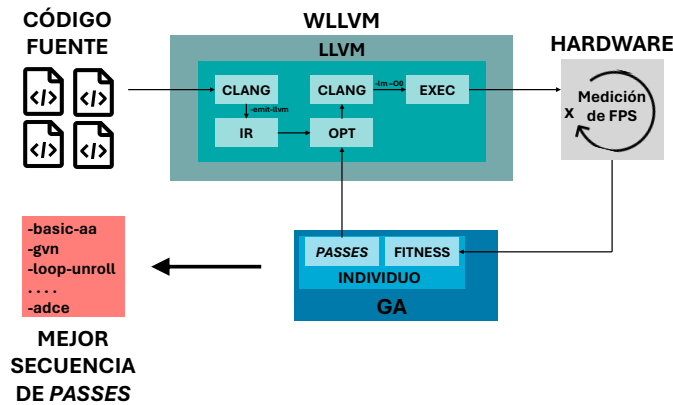 CÓDIGO
FUENTE
</>
</>
</>
</>
WLLVM
LLVM
CLANG
-emit-llvm
IR
OPT
CLANG
-lm -O0
EXEC
HARDWARE
Medición
de FPS
X
PASSES
FITNESS
INDIVIDUO
GA
-basic-aa
-gvn
-loop-unroll
. . . .
-adce
MEJOR
SECUENCIA
DE PASSES